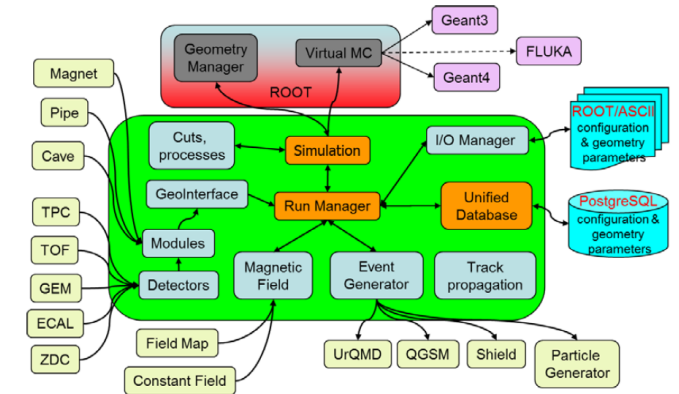 Geant3
Geometry
Manager
Virtual MC
FLUKA
Geant4
ROOT
Magnet
Pipe
Cave
Cuts,
processes
Simulation
I/O Manager
ROOT/ASCII
configuration
& geometry
parameters
GeoInterface
Run Manager
Unified
Database
PostgreSQL
configuration &
geometry
parameters
TPC
TOF
GEM
ECAL
ZDC
Modules
Detectors
Magnetic
Field
Event
Generator
Track
propagation
Field Map
Constant Field
UrQMD
QGSM
Shield
Particle
Generator